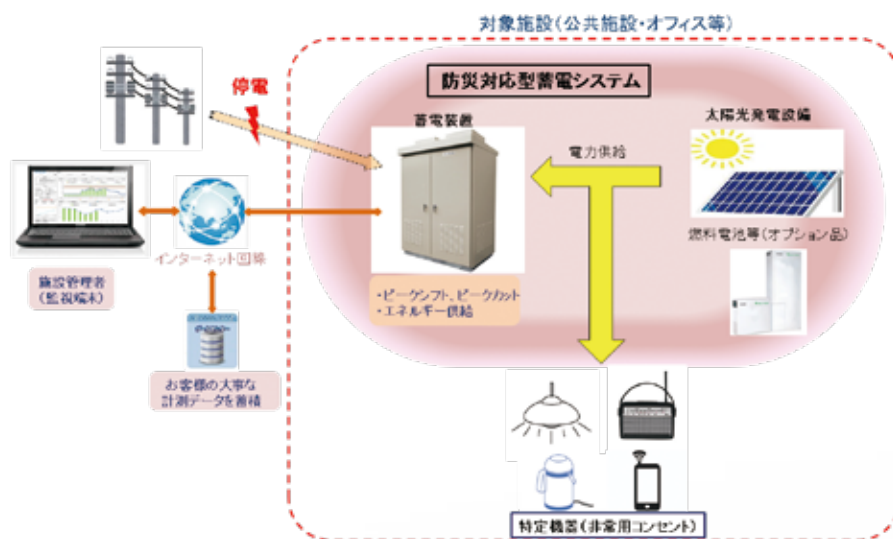 対象施設(公共施設・オフィス等)
防災対応型蓄電システム
停電
蓄電装置
太陽光発電設備
電力供給
インターネット回線
燃料電池等(オプション品)
施設管理者
(監視端末)
・ピークシフト、ピークカット
・エネルギー供給
お客様の大事な
計測データを蓄積
特定機器(非常用コンセント)